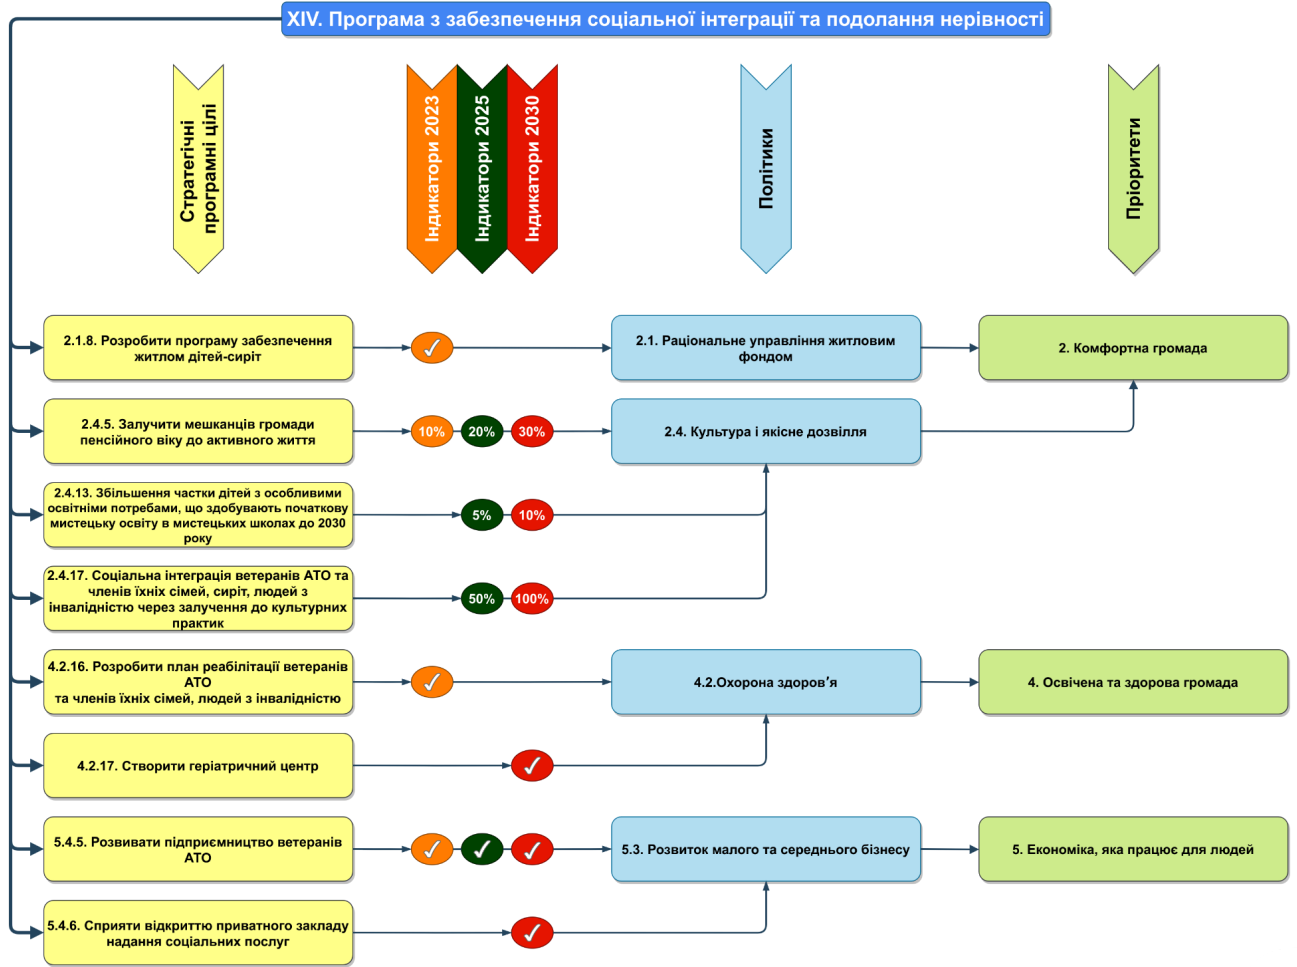 XIV. Програма з забезпечення соціальної інтеграції та подолання нерівності
Стратегічні
програмні цілі
Індикатори 2023
Індикатори 2025
Індикатори 2030
Політики
Пріоритети
2.1.8. Розробити програму забезпечення
житлом дітей-сиріт
2.1. Раціональне управління житловим
фондом
2. Комфортна громада
2.4.5. Залучити мешканців громади
пенсійного віку до активного життя
10%
20%
30%
2.4. Культура і якісне дозвілля
2.4.13. Збільшення частки дітей з особливими
освітніми потребами, що здобувають початкову
мистецьку освіту в мистецьких школах до 2030
року
5%
10%
2.4.17. Соціальна інтеграція ветеранів АТО та
членів їхніх сімей, сиріт, людей з
інвалідністю через залучення до культурних
практик
50%
100%
4.2.16. Розробити план реабілітації ветеранів
АТО
та членів їхніх сімей, людей з інвалідністю
4.2.Охорона здоров’я
4. Освічена та здорова громада
4.2.17. Створити геріатричний центр
5.4.5. Розвивати підприємництво ветеранів
АТО
5.3. Розвиток малого та середнього бізнесу
5. Економіка, яка працює для людей
5.4.6. Сприяти відкриттю приватного закладу
надання соціальних послуг